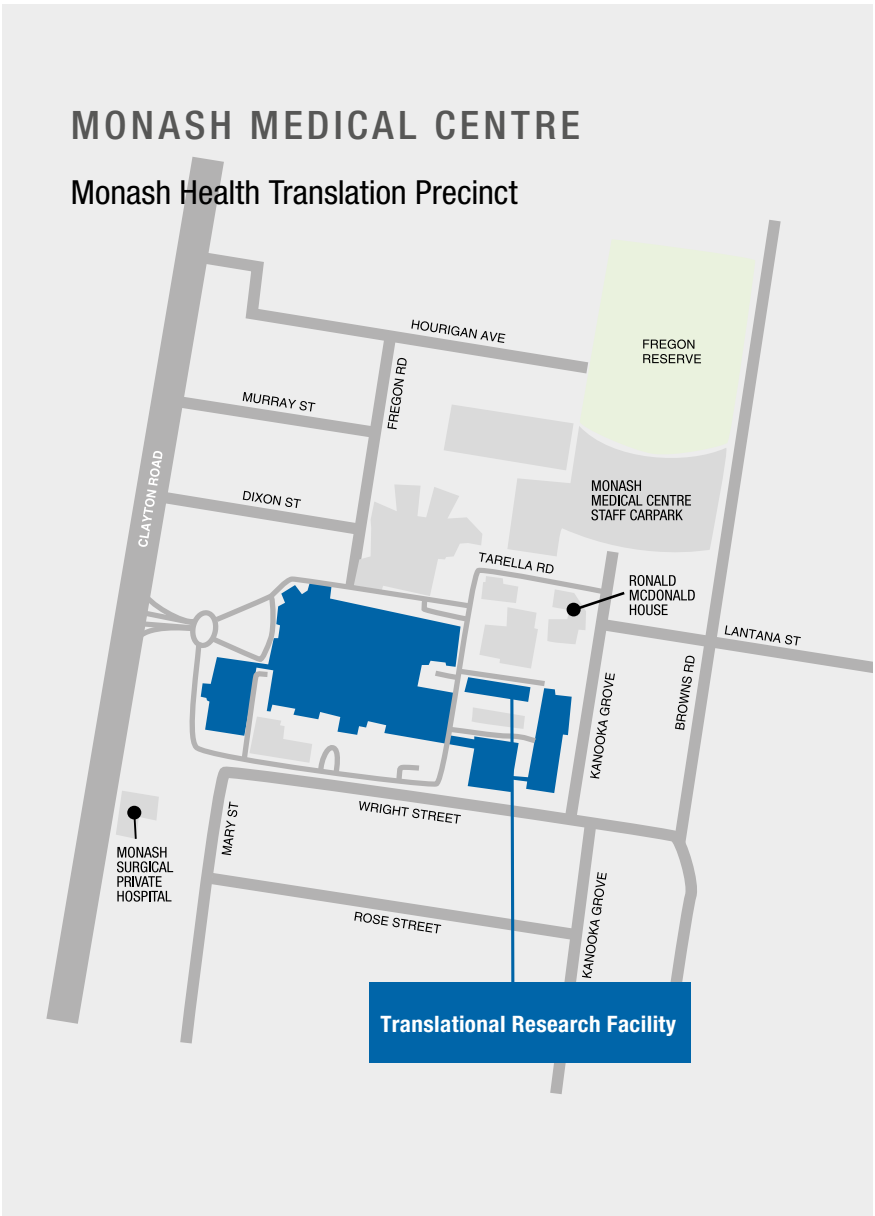 MONASH MEDICAL CENTRE
Monash Health Translation Precinct
HOURIGAN AVE
FREGON
RESERVE
FREGON RD
MURRAY ST
CLAYTON ROAD
DIXON ST
MONASH
MEDICAL CENTRE
STAFF CARPARK
TARELLA RD
RONALD
MCDONALD
HOUSE
LANTANA ST
BROWNS RD
KANOOKA GROVE
WRIGHT STREET
MARY ST
MONASH
SURGICAL
PRIVATE
HOSPITAL
ROSE STREET
KANOOKA GROVE
Translational Research Facility